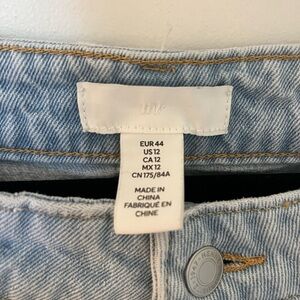 EUR 44
US 12
CA 12
MX 12
CN 175/84A
MADE IN
CHINA
FABRIQUÉ EN
CHINE